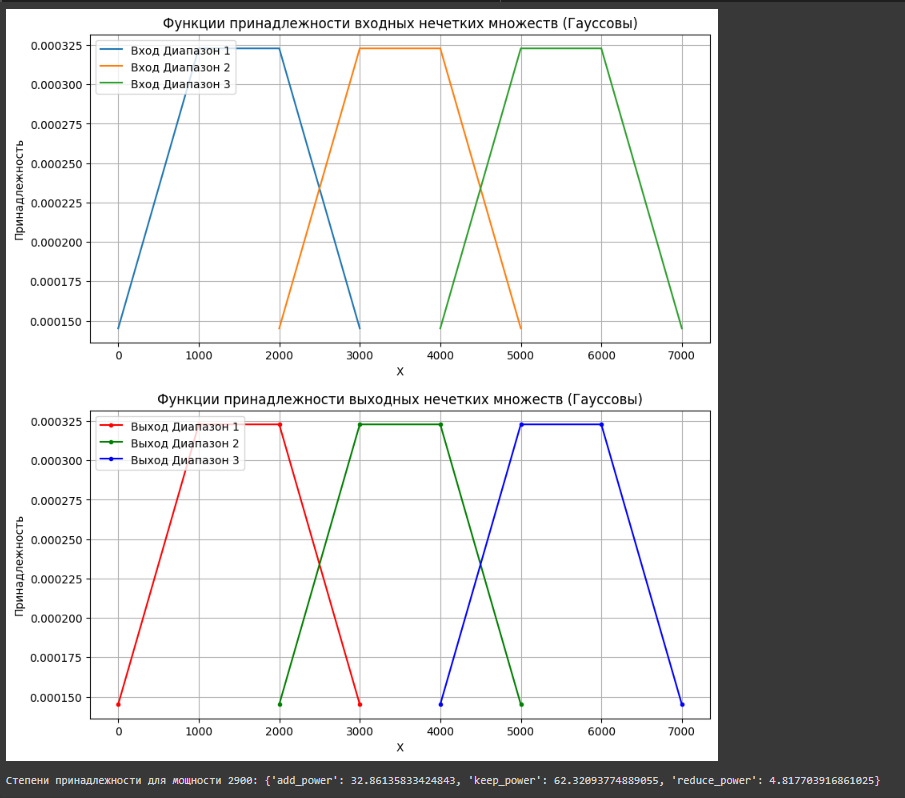 Функции принадлежности входных нечетких множеств (Гауссовы)
Вход Диапазон 1
Вход Диапазон 2
Вход Диапазон 3
Принадлежность
0.000325
0.000300
0.000275
0.000250
0.000225
0.000200
0.000175
0.000150
0 1000 2000 3000 4000 5000 6000 7000
X
Функции принадлежности выходных нечетких множеств (Гауссовы)
Выход Диапазон 1
Выход Диапазон 2
Выход Диапазон 3
Принадлежность
0.000325
0.000300
0.000275
0.000250
0.000225
0.000200
0.000175
0.000150
0 1000 2000 3000 4000 5000 6000 7000
X
Степени принадлежности для мощности 2900: {'add_power': 32.86135833424843, 'keep_power': 62.32093774889055, 'reduce_power': 4.817703916861025}